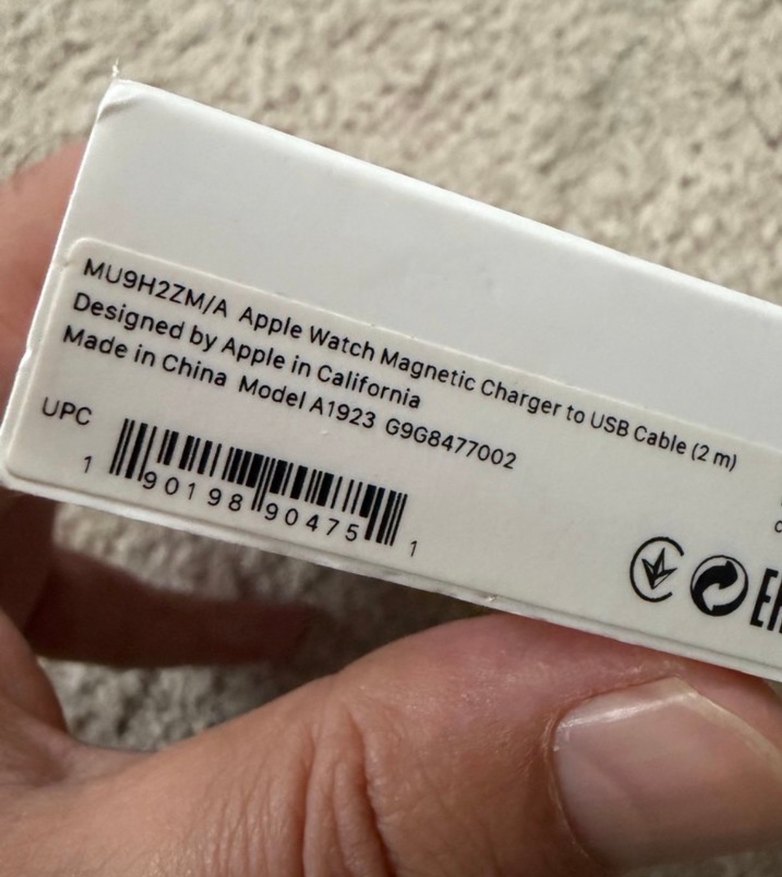 MU9H2ZM/A Apple Watch Magnetic Charger to USB Cable (2 m)
Designed by Apple in California
Made in China Model A1923 G9G8477002
UPC
1 90198 90475 1